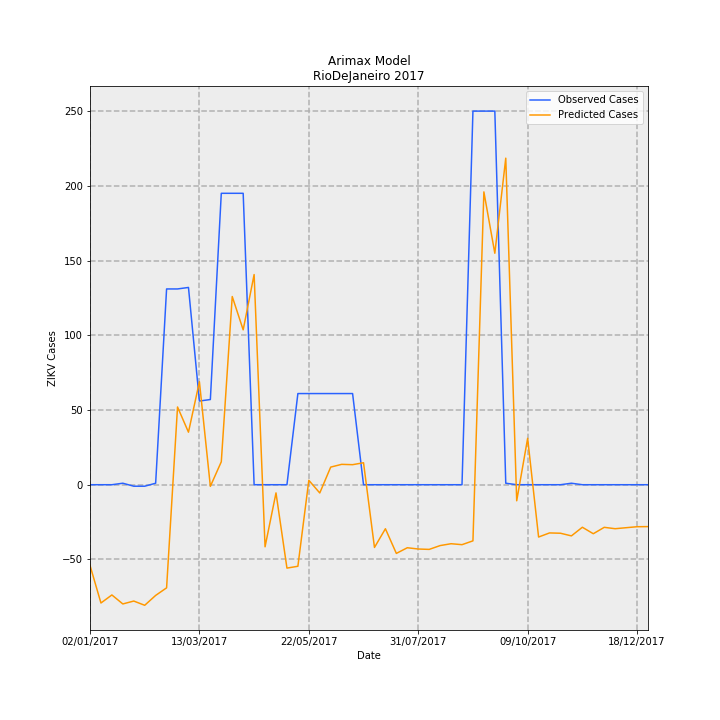 Arimax Model
RioDeJaneiro 2017
Observed Cases
Predicted Cases
ZIKV Cases
250
200
150
100
50
0
−50
02/01/2017 13/03/2017 22/05/2017 31/07/2017 09/10/2017 18/12/2017
Date